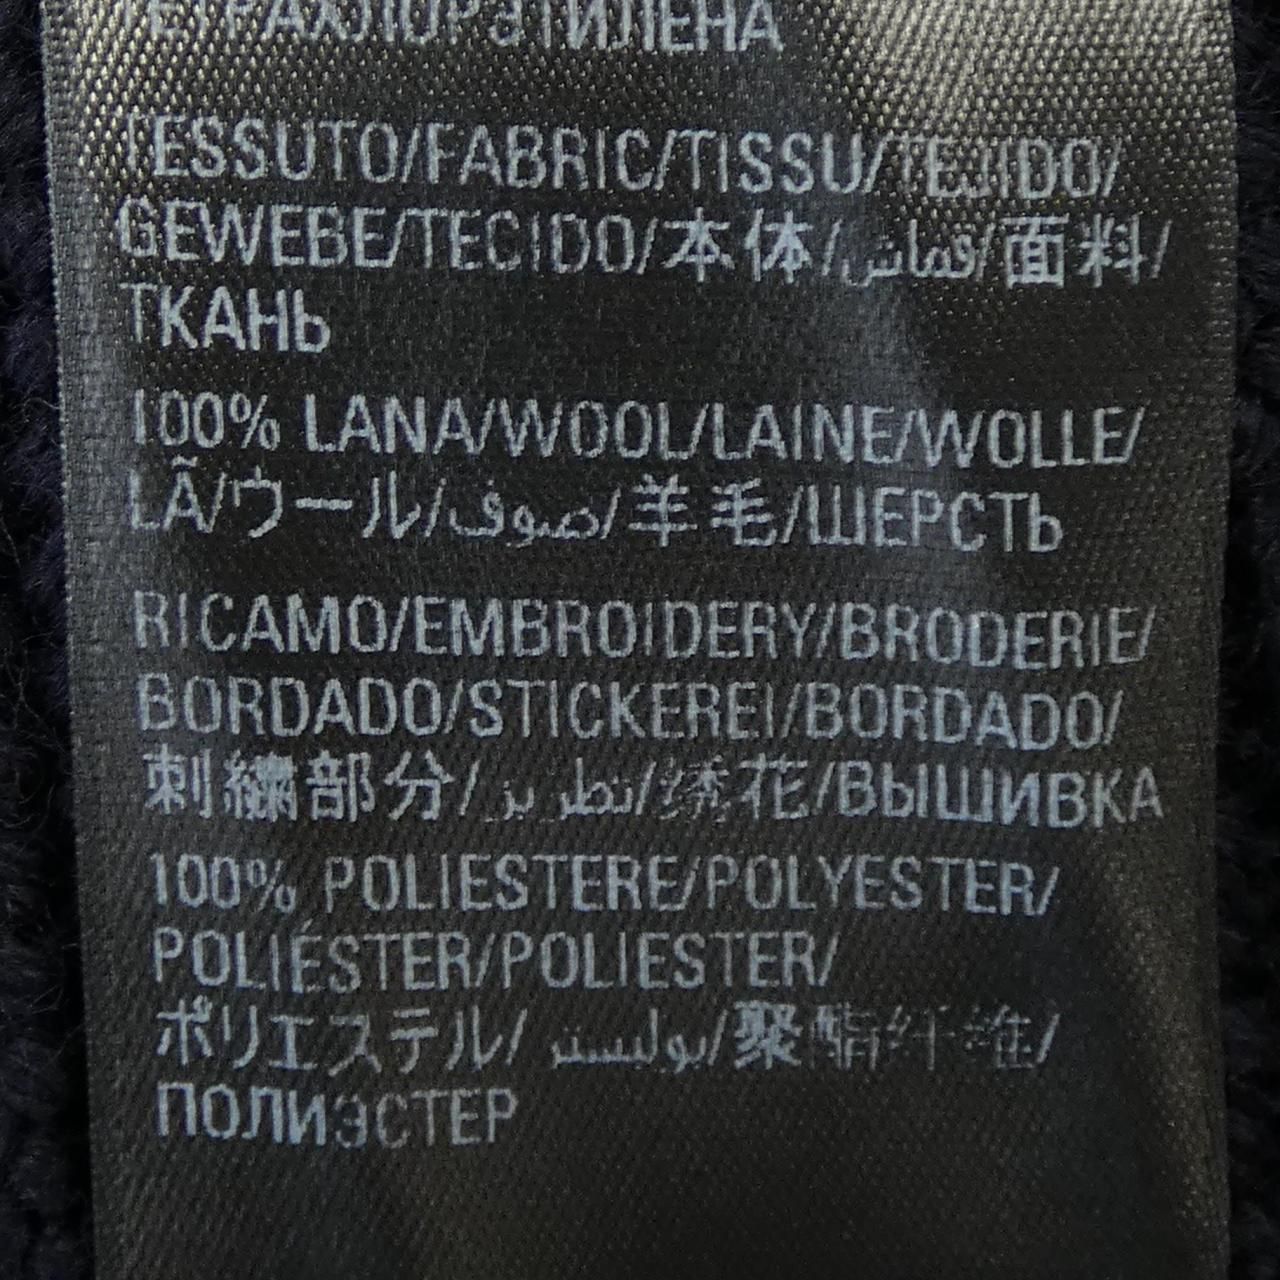 ТЕТРАХЛОРЭТИЛЕНА
TESSUTO/FABRIC/TISSU/TEJIDO/
GEWEBE/TECIDO/本体/قماش/面料/
ТКАНЬ
100% LANA/WOOL/LAINE/WOLLE/
LÃ/ウール/صوف/羊毛/ШЕРСТЬ
RICAMO/EMBROIDERY/BRODERIE/
BORDADO/STICKEREI/BORDADO/
刺繍部分/تطريز/绣花/ВЫШИВКА
100% POLIESTERE/POLYESTER/
POLIÉSTER/POLIESTER/
ポリエステル/بوليستر/聚酯纤维/
ПОЛИЭСТЕР